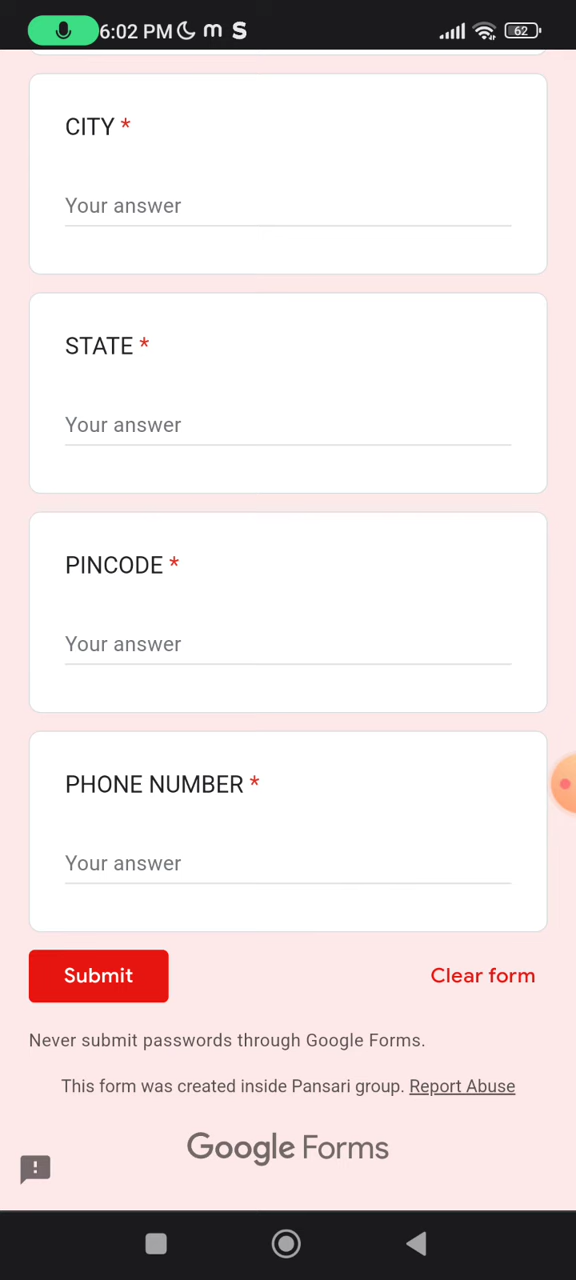 6:02 PM m S 62
CITY *
Your answer
STATE *
Your answer
PINCODE *
Your answer
PHONE NUMBER *
Your answer
Submit Clear form
Never submit passwords through Google Forms.
This form was created inside Pansari group. Report Abuse
Google Forms